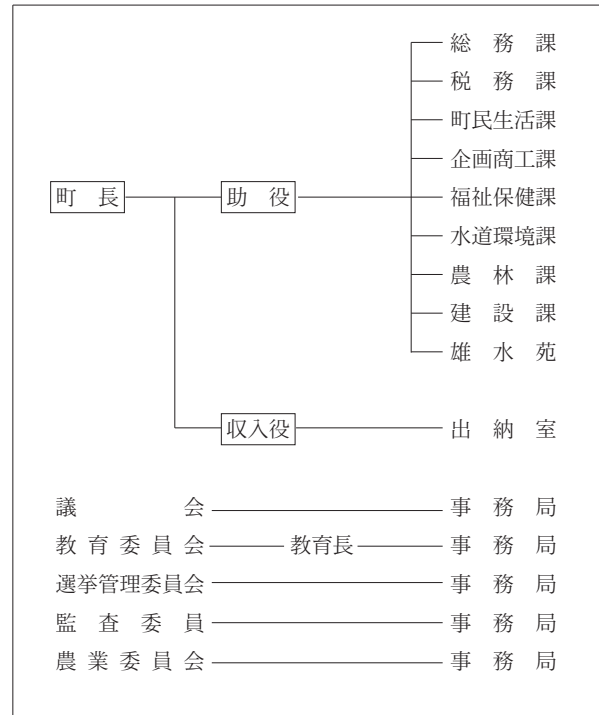 総務課
税務課
町民生活課
企画商工課
町長 助役 福祉保健課
水道環境課
農林課
建設課
雄水苑
収入役 出納室
議会 事務局
教育委員会 教育長 事務局
選挙管理委員会 事務局
監査委員 事務局
農業委員会 事務局